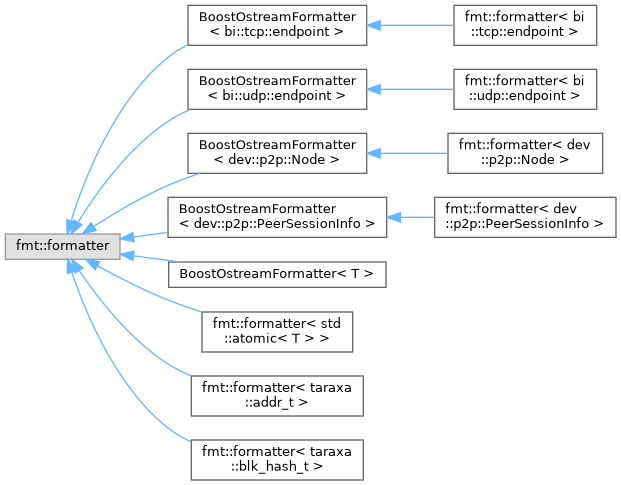 BoostOstreamFormatter
< bi::tcp::endpoint >
fmt::formatter< bi
::tcp::endpoint >
BoostOstreamFormatter
< bi::udp::endpoint >
fmt::formatter< bi
::udp::endpoint >
BoostOstreamFormatter
< dev::p2p::Node >
fmt::formatter< dev
::p2p::Node >
BoostOstreamFormatter
< dev::p2p::PeerSessionInfo >
fmt::formatter< dev
::p2p::PeerSessionInfo >
fmt::formatter
BoostOstreamFormatter< T >
fmt::formatter< std
::atomic< T > >
fmt::formatter< taraxa
::addr_t >
fmt::formatter< taraxa
::blk_hash_t >